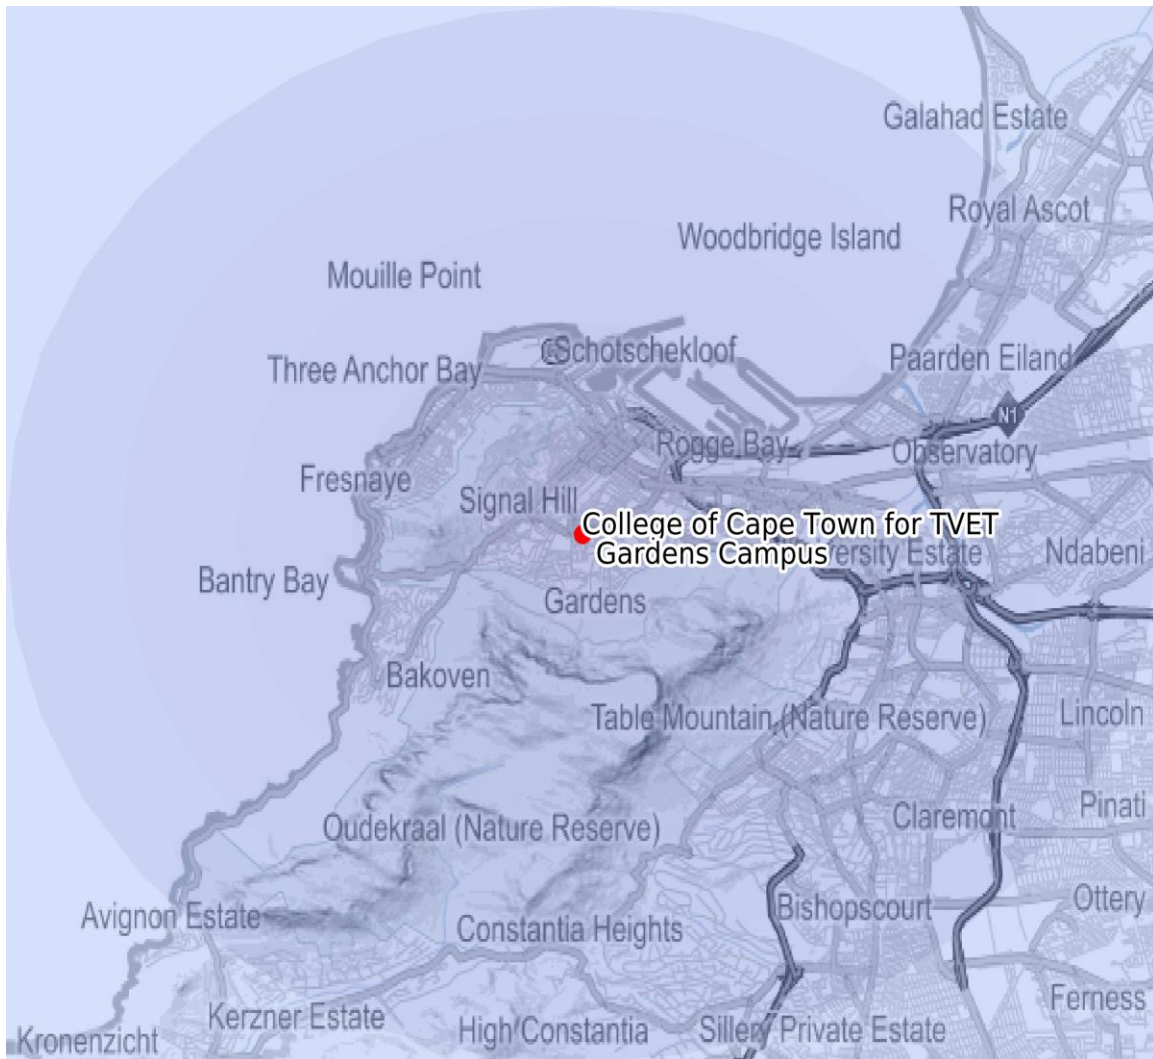 Galahad Estate
Royal Ascot
Woodbridge Island
Mouille Point
Schotschekloof
Paarden Eiland
Three Anchor Bay
N1
Rogge Bay
Observatory
Fresnaye
Signal Hill
College of Cape Town for TVET
Gardens Campus
Estate
Ndabeni
Bantry Bay
Gardens
Bakoven
Table Mountain (Nature Reserve)
Lincoln
Pinati
Claremont
Oudekraal (Nature Reserve)
Ottery
Bishopscourt
Avignon Estate
Constantia Heights
Ferness
Kerzner Estate
High/Constantia
Sillery Private Estate
Kronenzicht